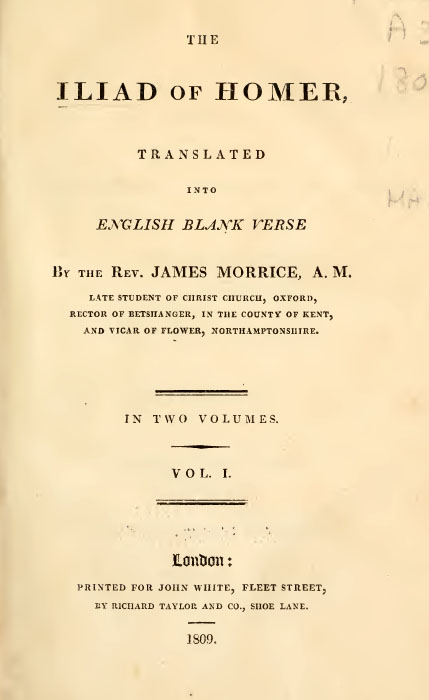 THE
ILIAD OF HOMER,
TRANSLATED
INTO
ENGLISH BLANK VERSE
BY THE REV. JAMES MORRICE, A. M.
LATE STUDENT OF CHRIST CHURCH, OXFORD,
RECTOR OF BETSHANGER, IN THE COUNTY OF KENT,
AND VICAR OF FLOWER, NORTHAMPTONSHIRE.
IN TWO VOLUMES.
VOL. I.
London:
PRINTED FOR JOHN WHITE, FLEET STREET,
BY RICHARD TAYLOR AND CO., SHOE LANE.
1809.